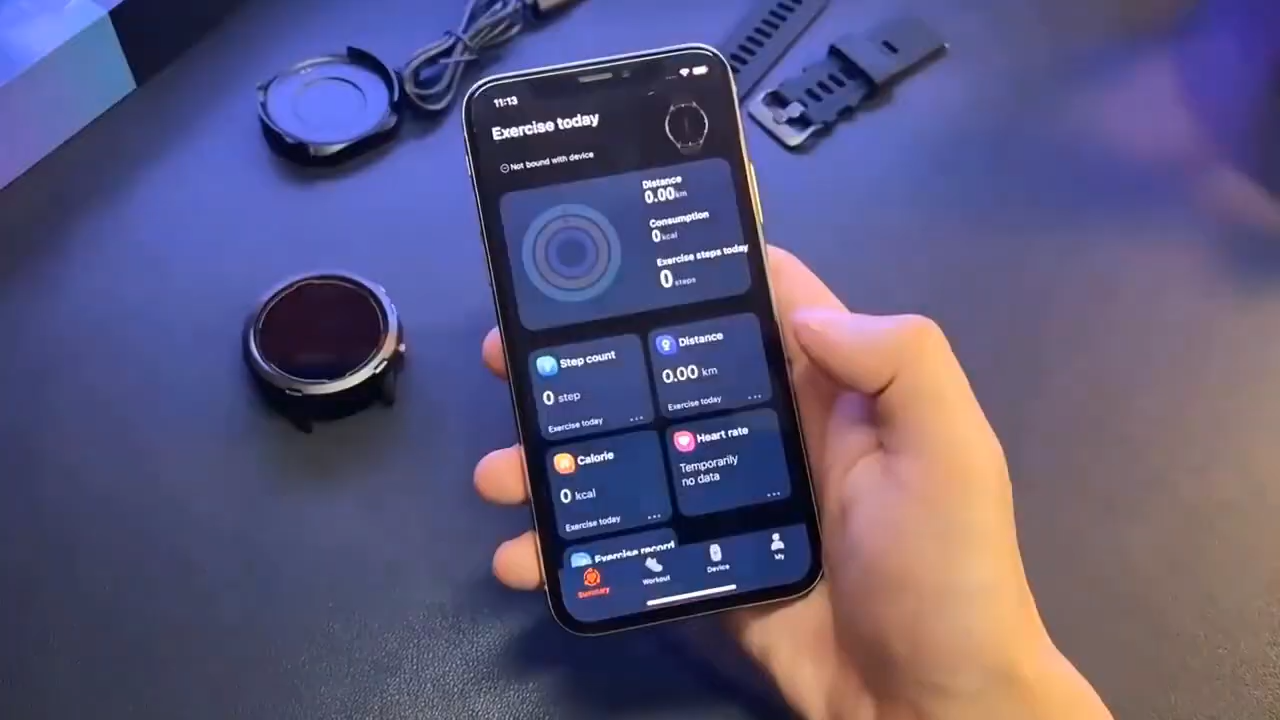 11:13
Exercise today
Not bound with device
Distance
0.00km
Consumption
0kcal
Exercise steps today
0steps
Step count
0 step
Exercise today
Distance
0.00 km
Exercise today
Calorie
0 kcal
Exercise today
Heart rate
Temporarily
no data
Exercise record
Summary
Workout
Device
My